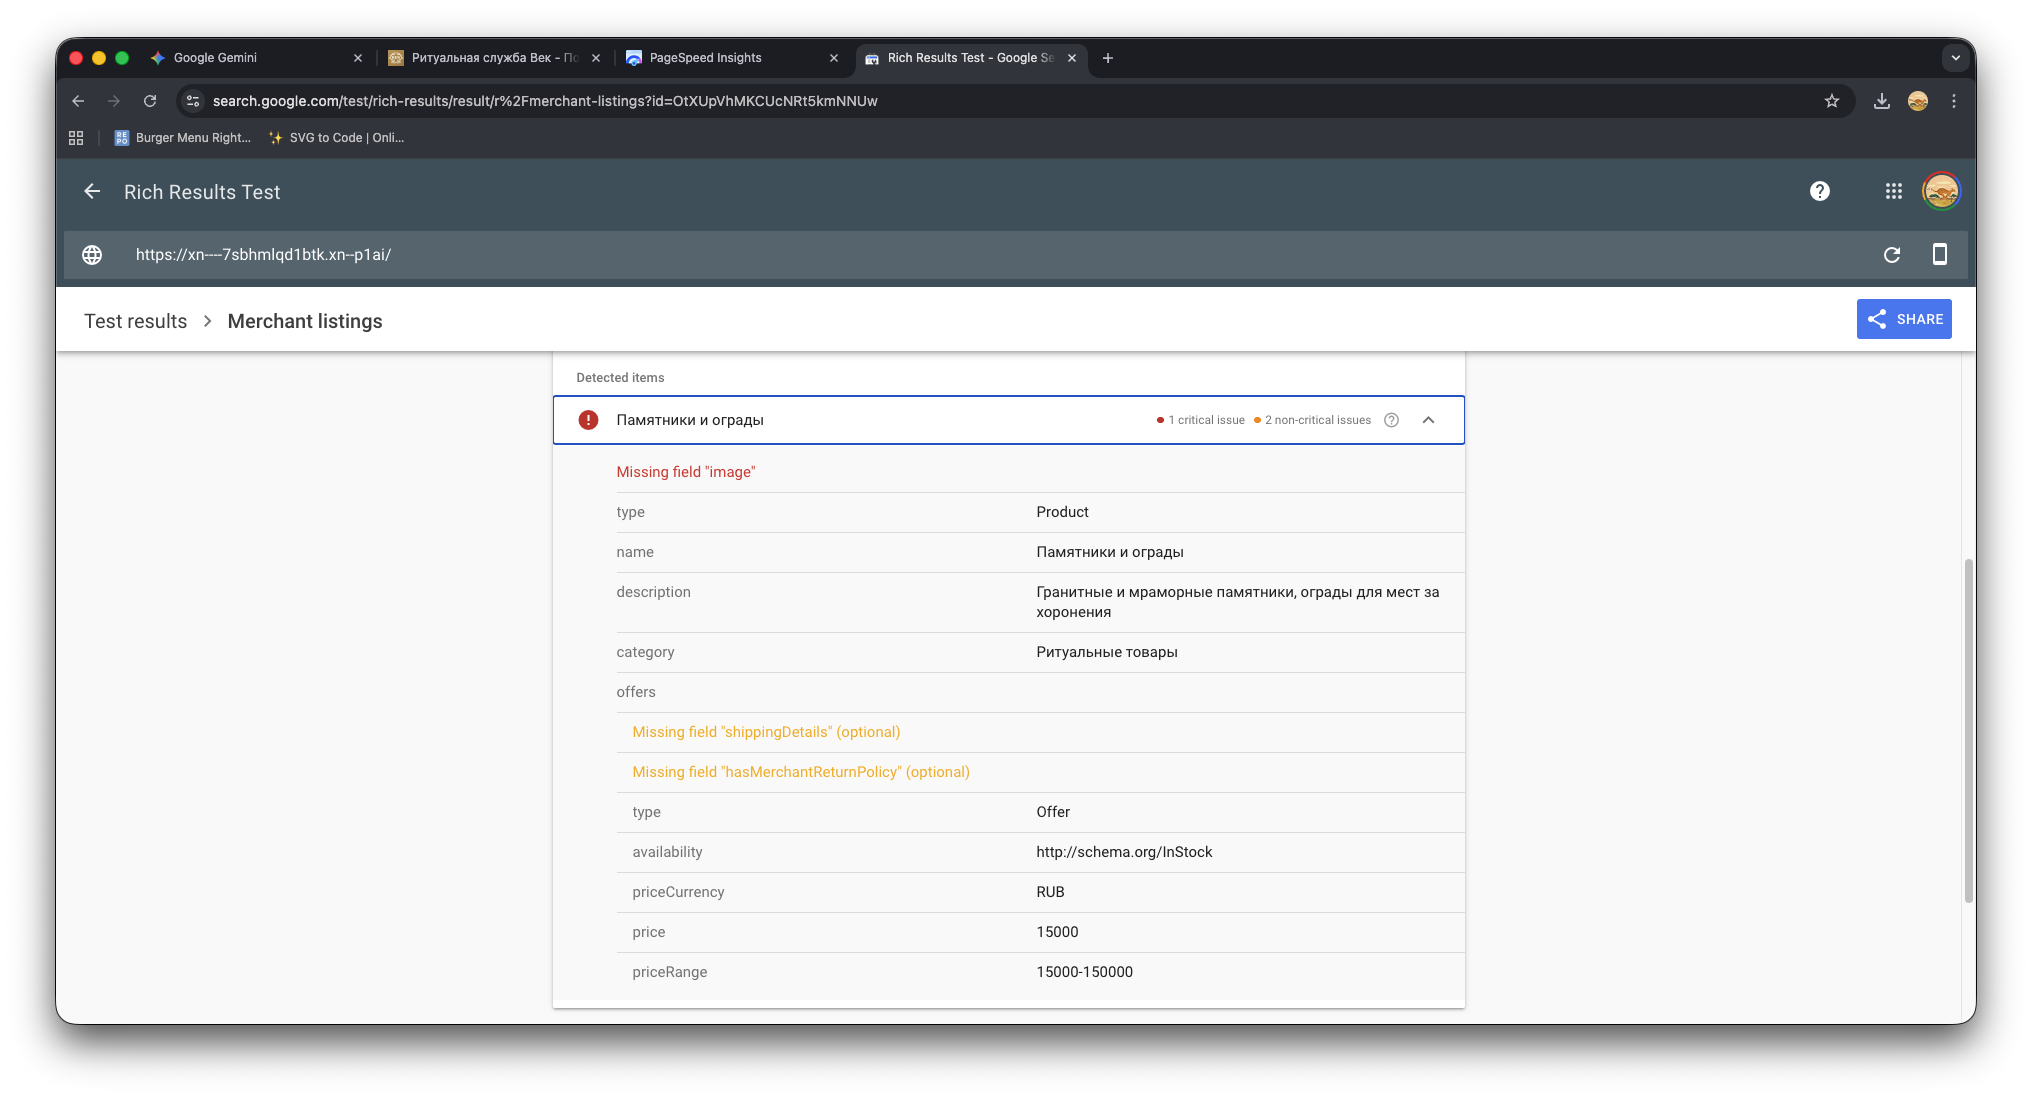 Google Gemini
Ритуальная служба Век - По
PageSpeed Insights
Rich Results Test - Google Se
search.google.com/test/rich-results/result/r%2Fmerchant-listings?id=OtXUpVhMKCUcNRt5kmNNUw
REPO
Burger Menu Right...
SVG to Code | Onli...
Rich Results Test
https://xn----7sbhmlqd1btk.xn--p1ai/
Test results > Merchant listings
SHARE
Detected items
Памятники и ограды
1 critical issue
2 non-critical issues
Missing field "image"
type Product
name Памятники и ограды
description Гранитные и мраморные памятники, ограды для мест за
хоронения
category Ритуальные товары
offers
Missing field "shippingDetails" (optional)
Missing field "hasMerchantReturnPolicy" (optional)
type Offer
availability http://schema.org/InStock
priceCurrency RUB
price 15000
priceRange 15000-150000